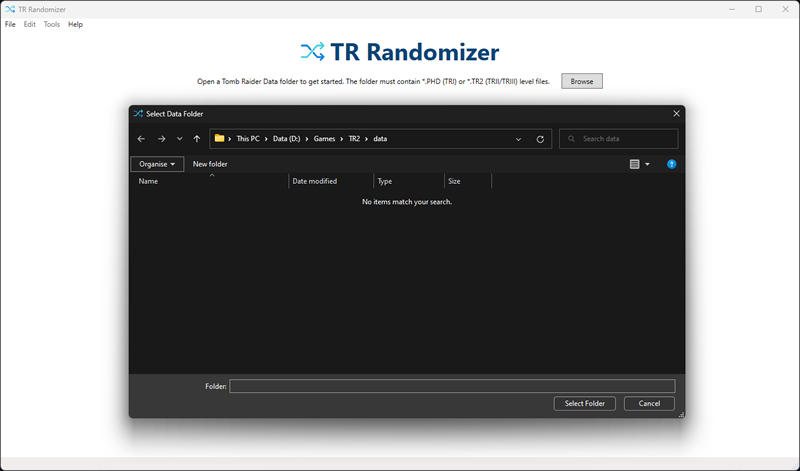 TR Randomizer
File Edit Tools Help
TR Randomizer
Open a Tomb Raider Data folder to get started. The folder must contain *.PHD (TRI) or *.TR2 (TRII/TRIII) level files. Browse
Select Data Folder
This PC > Data (D:) > Games > TR2 > data Search data
Organise New folder ?
Name Date modified Type Size
No items match your search.
Folder:
Select Folder Cancel